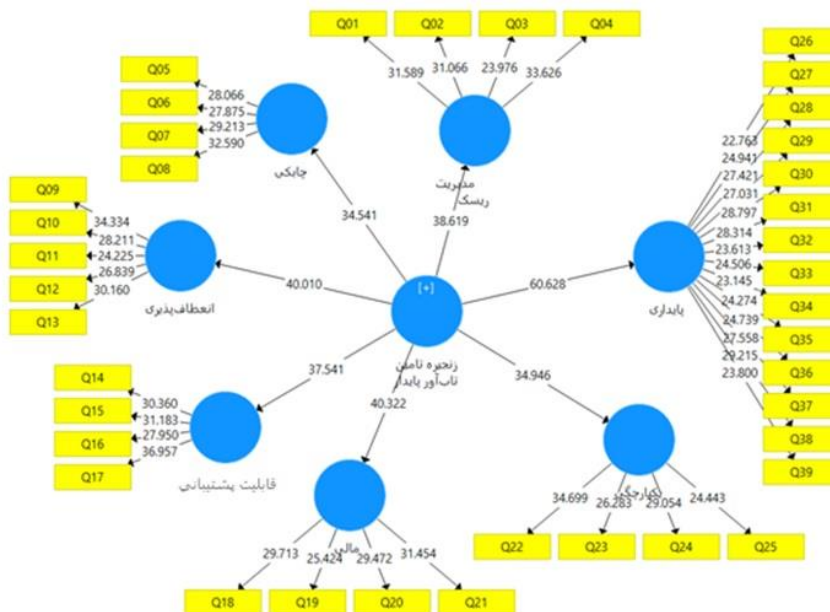 Q01
Q02
Q03
Q04
31.589
31.066
23.976
33.626
مدیریت
ریسک
Q05
Q06
Q07
Q08
28.066
27.875
29.213
32.590
چابکی
34.541
38.619
Q09
Q10
Q11
Q12
Q13
34.334
28.211
24.225
26.839
30.160
انعطاف‌پذیری
40.010
[+]
زنجیره تامین
تاب‌آور پایدار
60.628
پایداری
Q26
Q27
Q28
Q29
Q30
Q31
Q32
Q33
Q34
Q35
Q36
Q37
Q38
Q39
22.763
24.941
27.421
27.031
28.797
28.314
23.613
24.506
23.145
24.274
24.739
27.558
29.215
23.800
37.541
40.322
34.946
Q14
Q15
Q16
Q17
30.360
31.183
27.950
36.957
قابلیت پشتیبانی
مالی
29.713
25.424
29.472
31.454
Q18
Q19
Q20
Q21
یکپارچگی
34.699
26.283
29.054
24.443
Q22
Q23
Q24
Q25